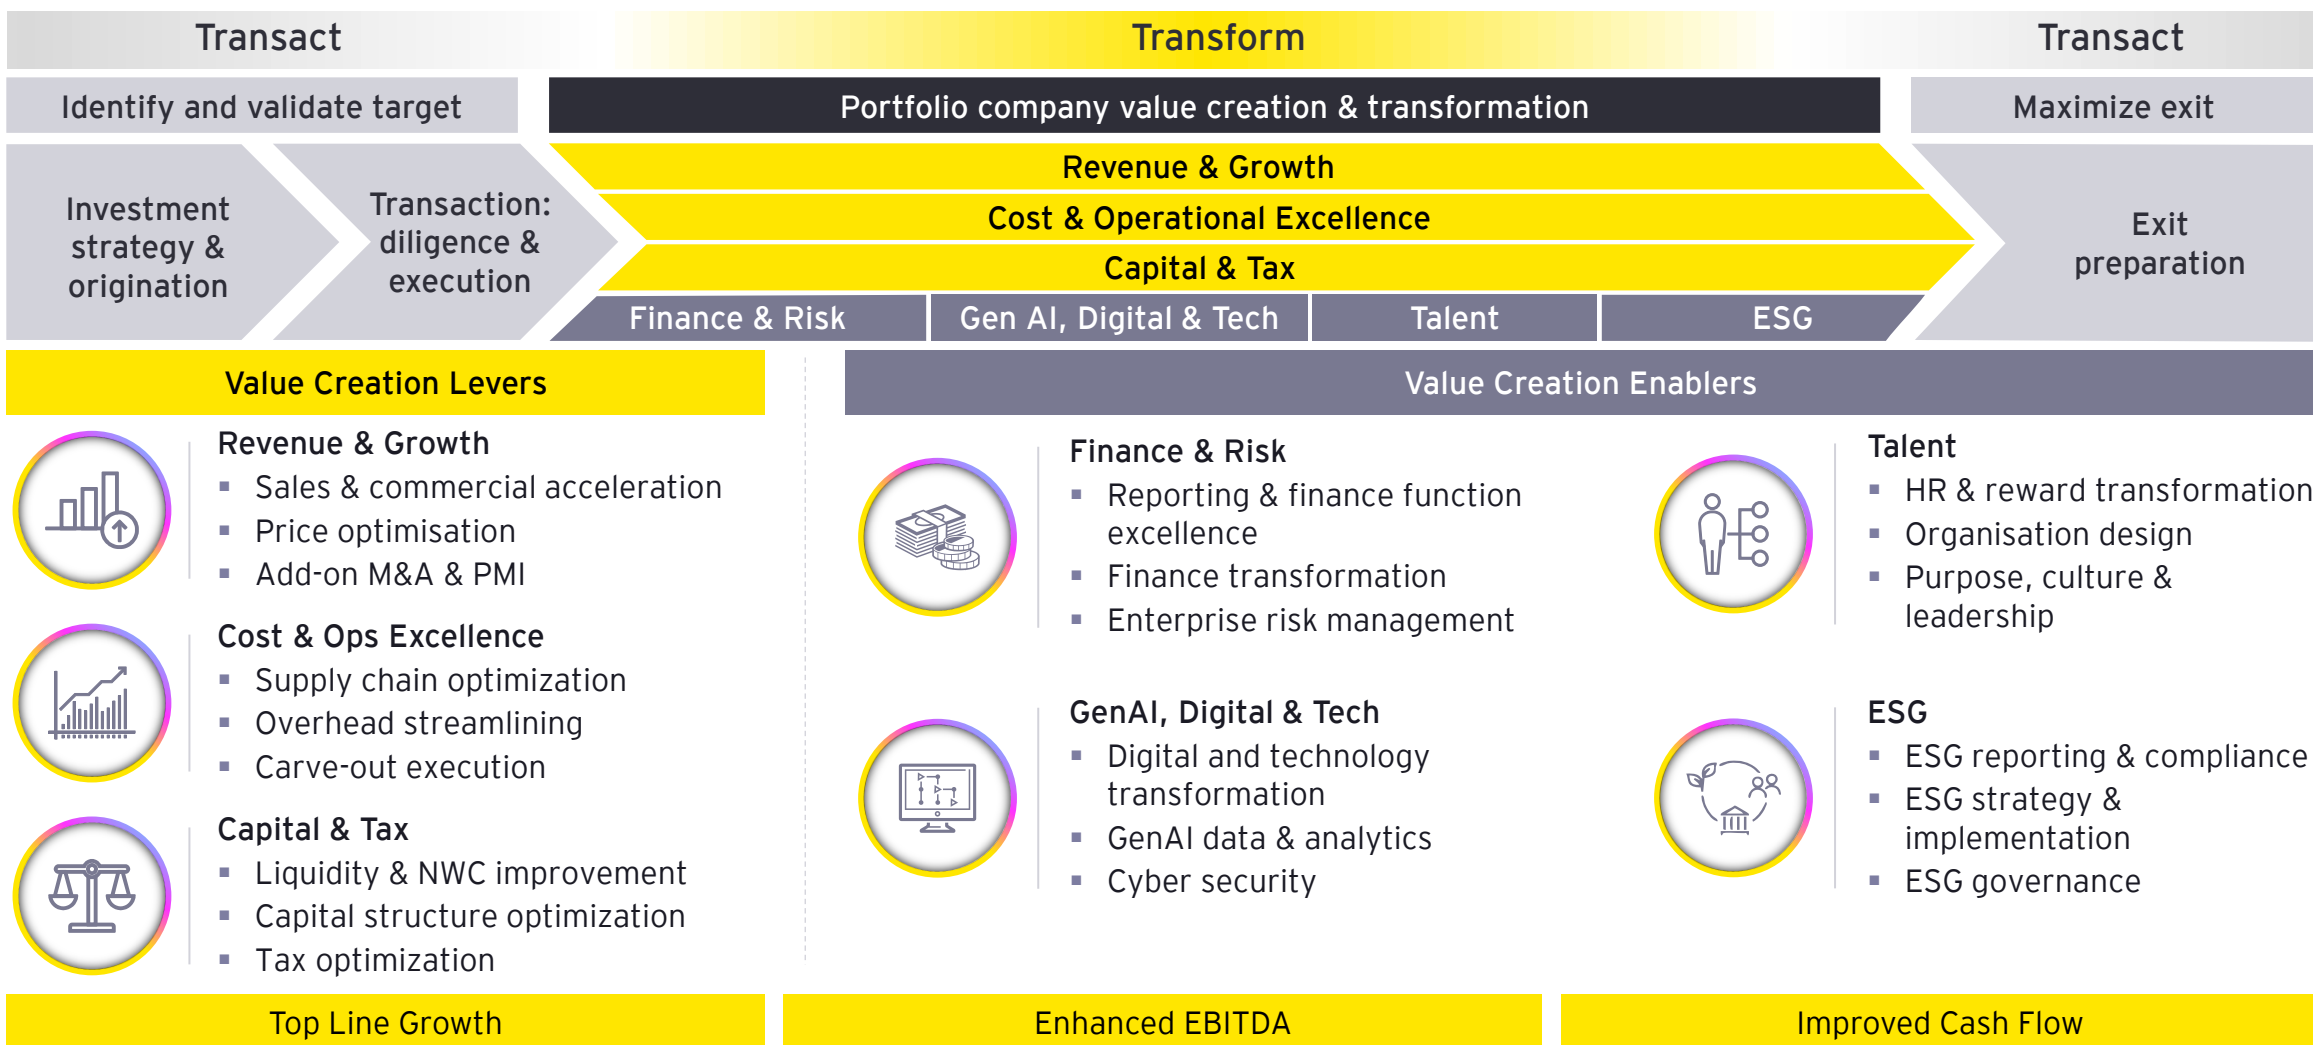 Transact
Transform
Transact
Identify and validate target
Portfolio company value creation & transformation
Maximize exit
Investment
strategy &
origination
Transaction:
diligence &
execution
Revenue & Growth
Cost & Operational Excellence
Capital & Tax
Finance & Risk
Gen AI, Digital & Tech
Talent
ESG
Exit
preparation
Value Creation Levers
Value Creation Enablers
Revenue & Growth
▪ Sales & commercial acceleration
▪ Price optimisation
▪ Add-on M&A & PMI
Cost & Ops Excellence
▪ Supply chain optimization
▪ Overhead streamlining
▪ Carve-out execution
Capital & Tax
▪ Liquidity & NWC improvement
▪ Capital structure optimization
▪ Tax optimization
Finance & Risk
▪ Reporting & finance function
excellence
▪ Finance transformation
▪ Enterprise risk management
GenAI, Digital & Tech
▪ Digital and technology
transformation
▪ GenAI data & analytics
▪ Cyber security
Talent
▪ HR & reward transformation
▪ Organisation design
▪ Purpose, culture &
leadership
ESG
▪ ESG reporting & compliance
▪ ESG strategy &
implementation
▪ ESG governance
Top Line Growth
Enhanced EBITDA
Improved Cash Flow